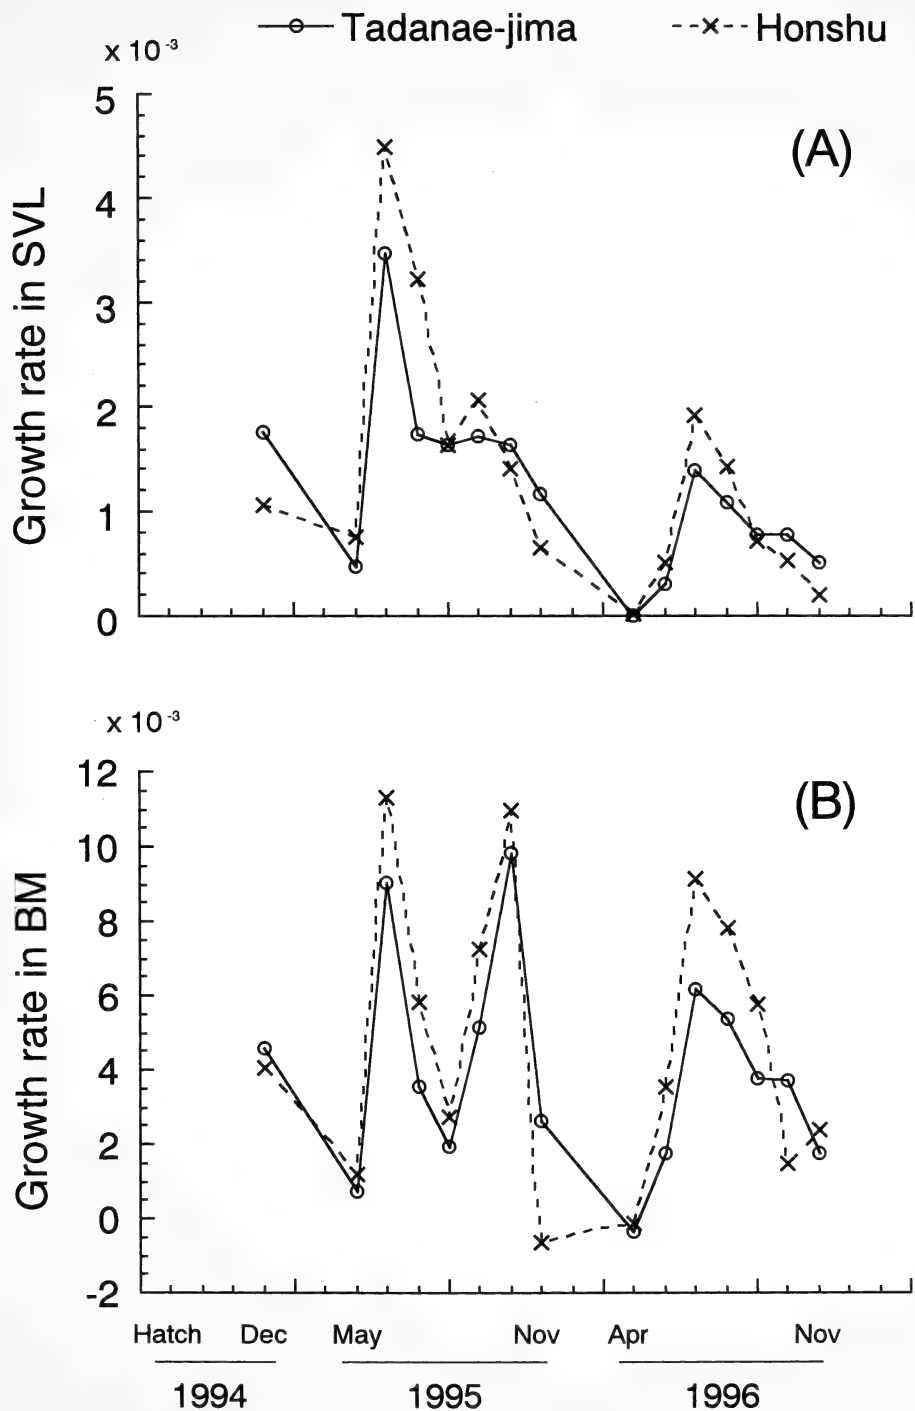 Tadanae-jima Honshu
x 10 -3
(A)
5
4
3
2
1
0
Growth rate in SVL
x 10 -3
(B)
12
10
8
6
4
2
0
-2
Growth rate in BM
Hatch Dec May Nov Apr Nov
1994 1995 1996